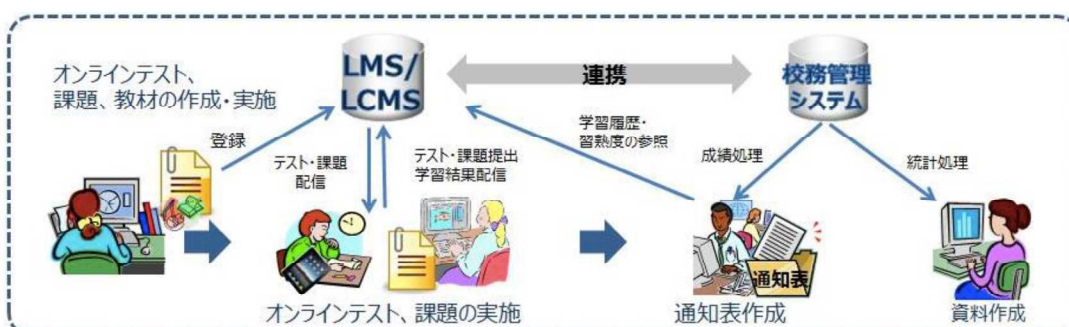 オンラインテスト、
課題、教材の作成・実施
LMS/
LCMS
連携
校務管理
システム
登録
テスト・課題
配信
テスト・課題提出
学習結果配信
学習履歴・
習熟度の参照
成績処理
統計処理
通知表
オンラインテスト、課題の実施
通知表作成
資料作成